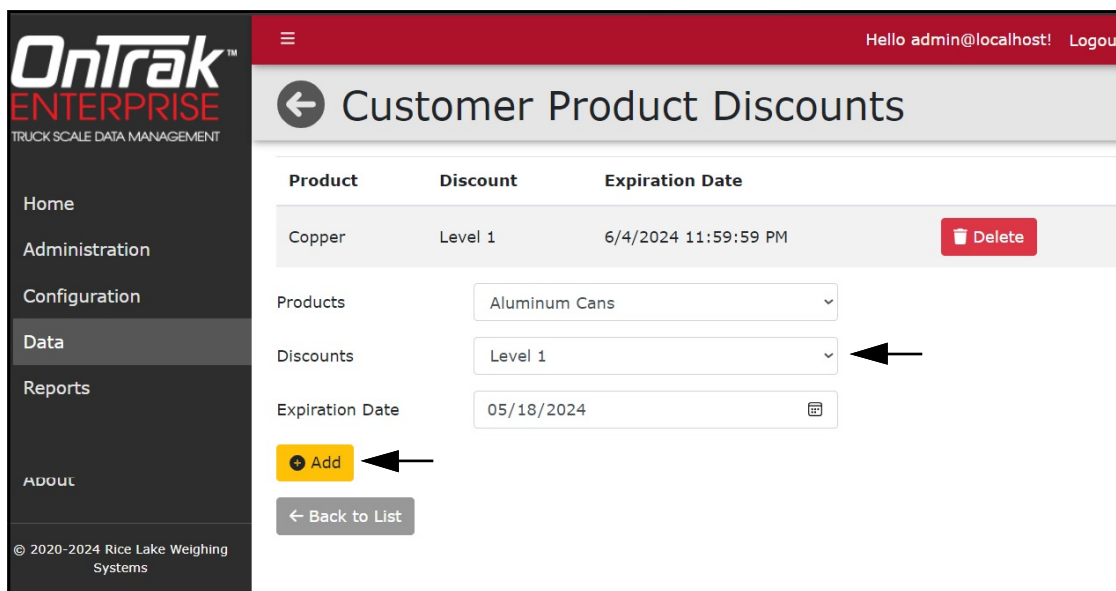 OnTrak™
ENTERPRISE
TRUCK SCALE DATA MANAGEMENT
Home
Administration
Configuration
Data
Reports
About
© 2020-2024 Rice Lake Weighing
Systems
Hello admin@localhost! Logou
Customer Product Discounts
Product Discount Expiration Date
Copper Level 1 6/4/2024 11:59:59 PM Delete
Products Aluminum Cans
Discounts Level 1
Expiration Date 05/18/2024
Add
← Back to List